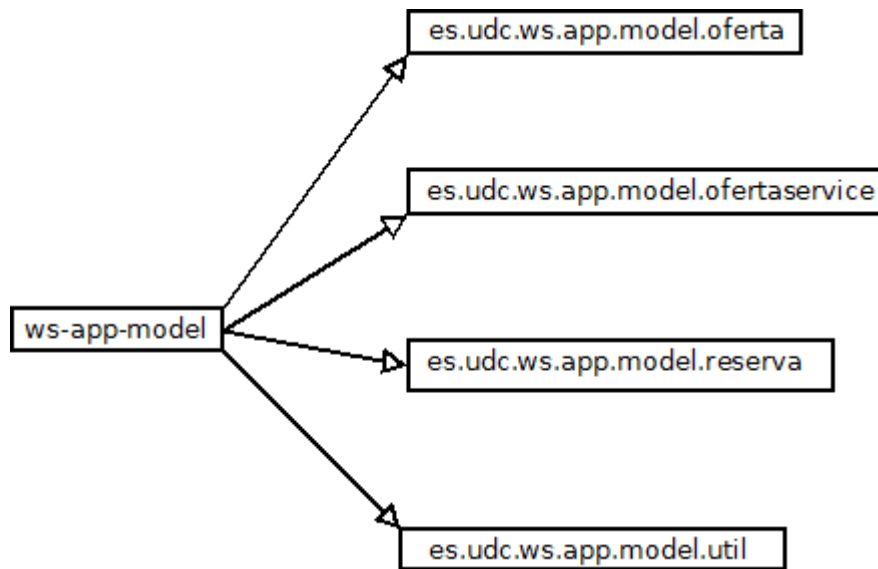 es.udc.ws.app.model.oferta
es.udc.ws.app.model.ofertaservice
ws-app-model
es.udc.ws.app.model.reserva
es.udc.ws.app.model.util